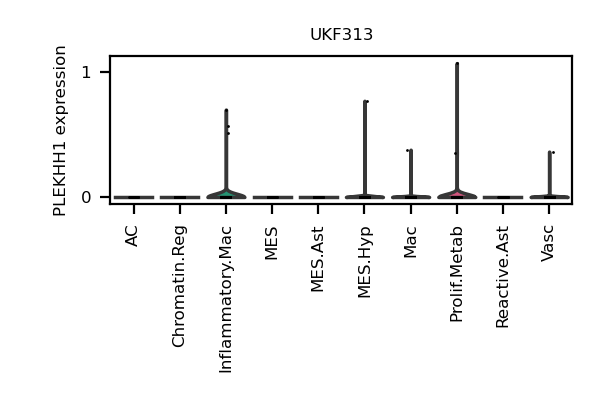 UKF313
PLEKHH1 expression
1
0
AC
Chromatin.Reg
Inflammatory.Mac
MES
MES.Ast
MES.Hyp
Mac
Prolif.Metab
Reactive.Ast
Vasc